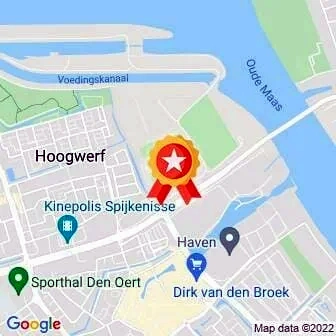 Voedingskanaal
Oude Maas
Hoogwerf
Kinepolis Spijkenisse
Haven
Sporthal Den Oert
Dirk van den Broek
Google
Map data ©2022